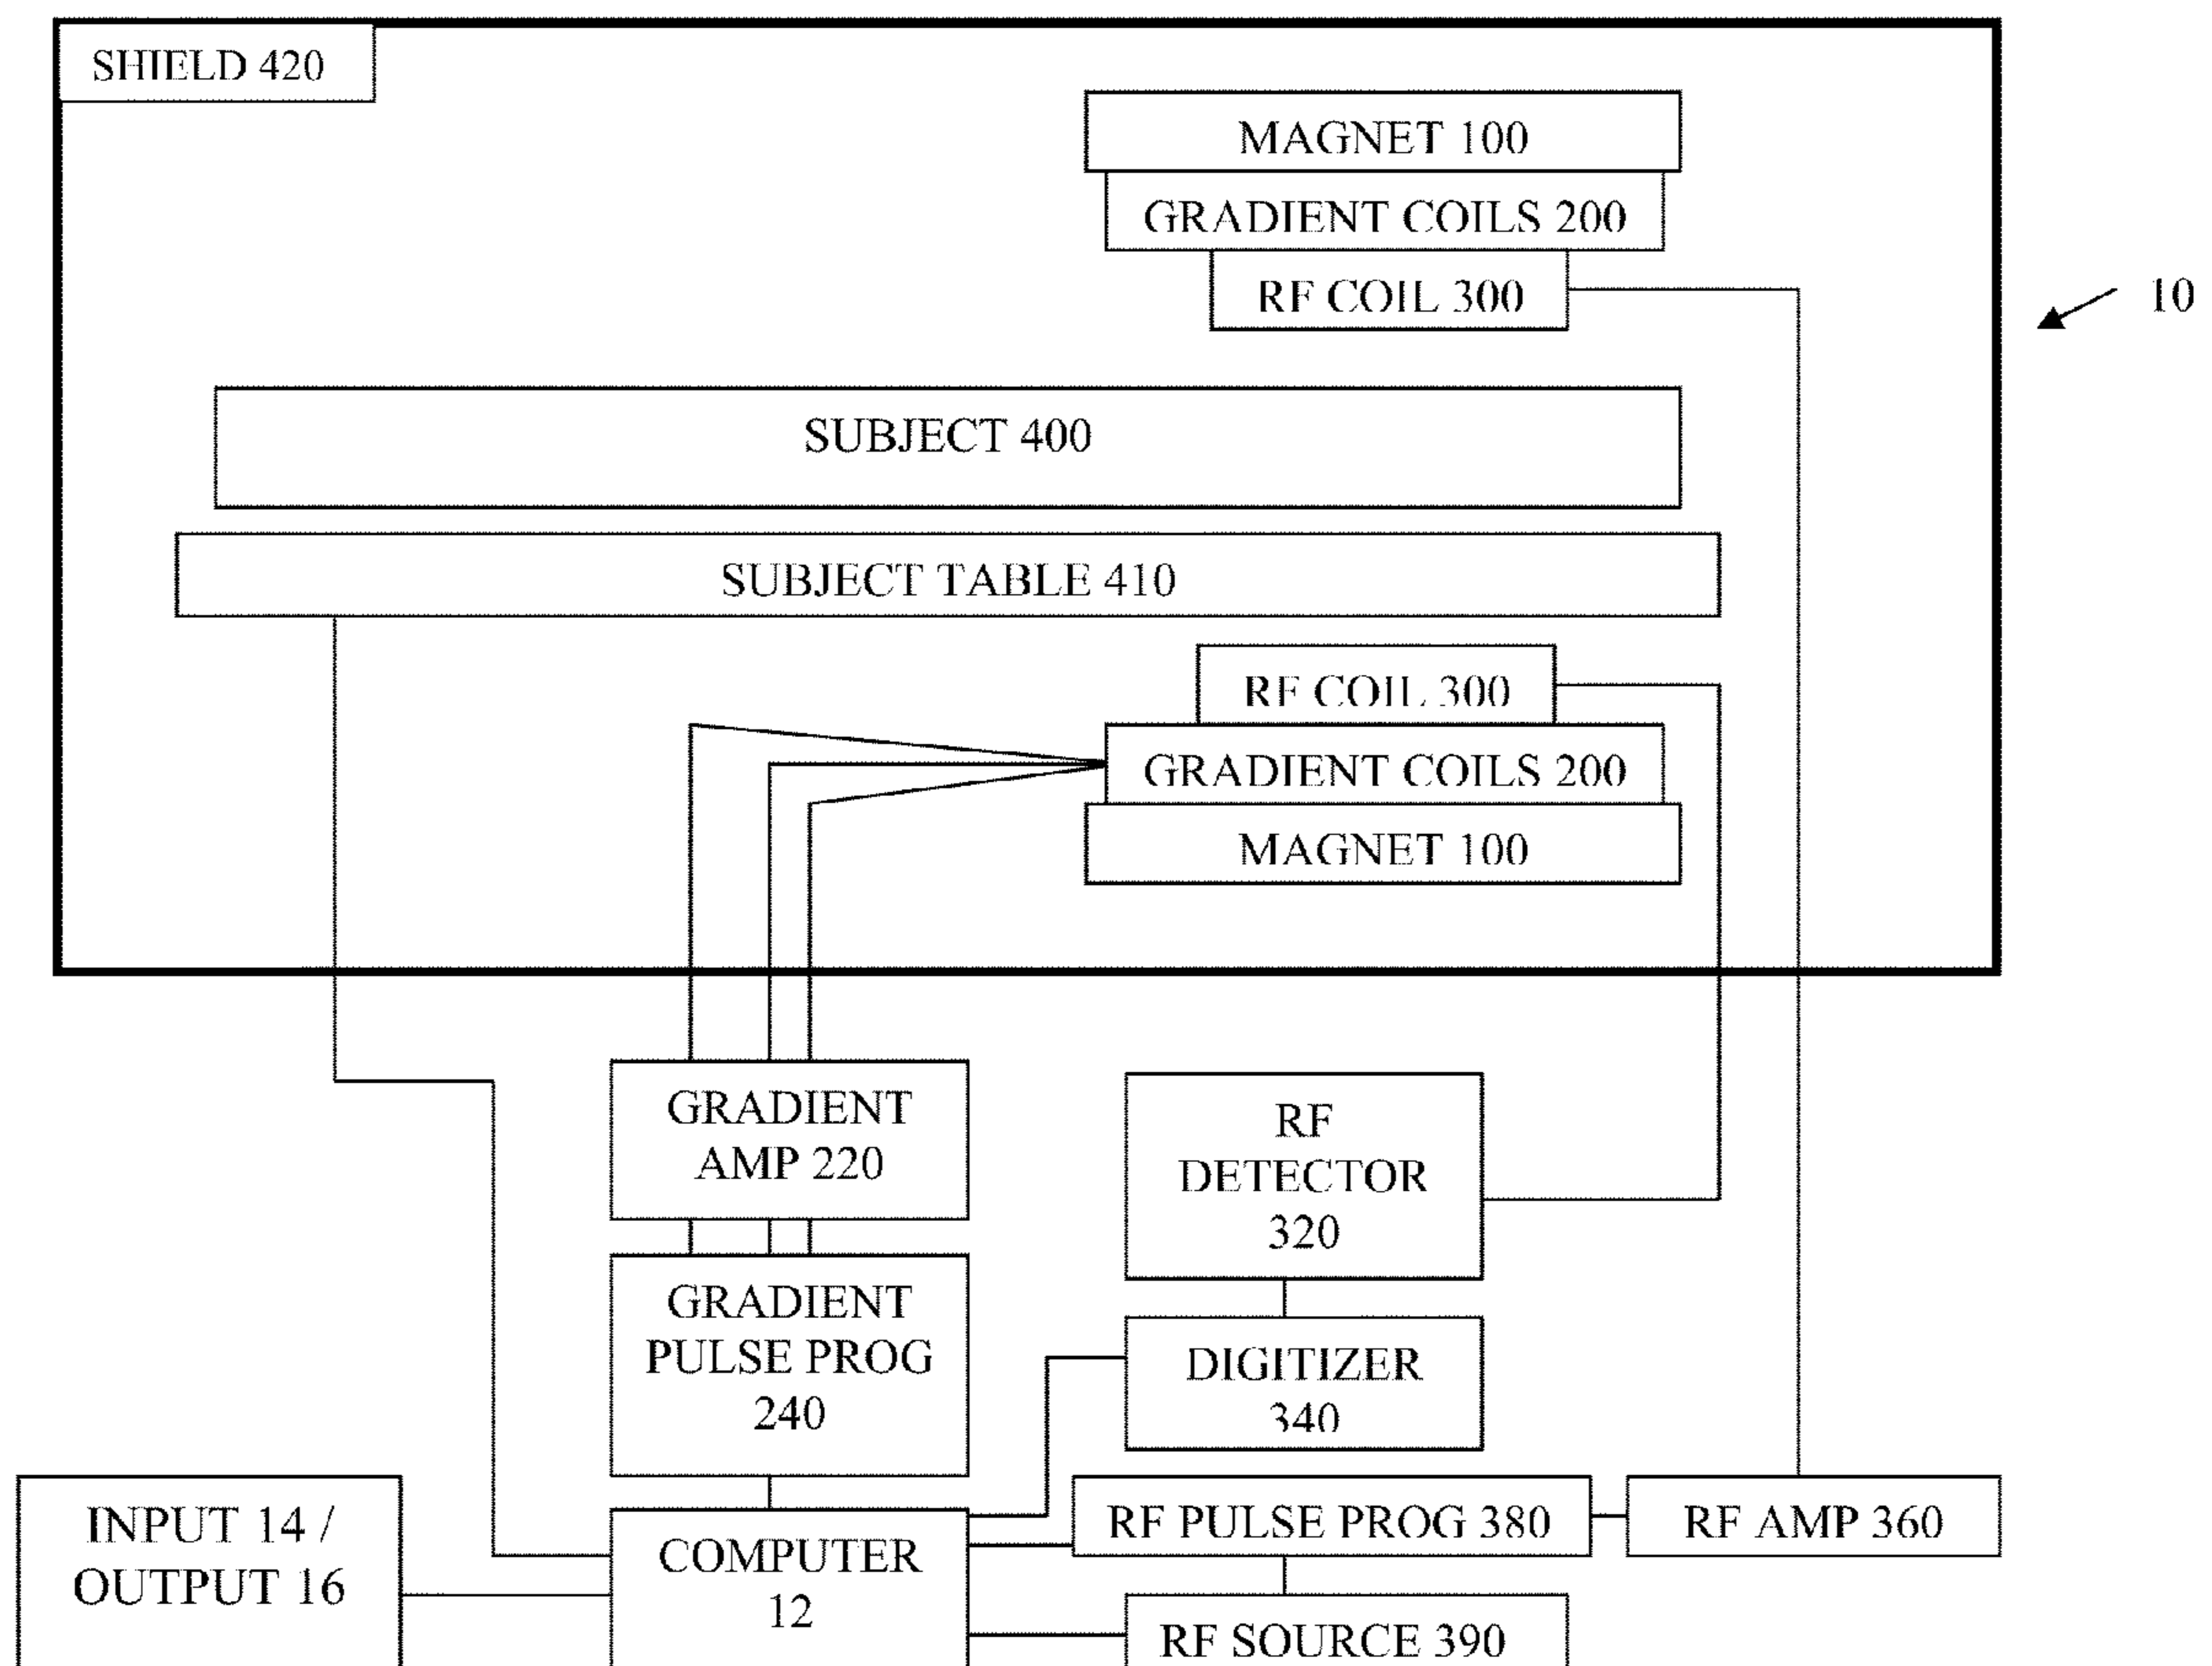 SHIELD 420
MAGNET 100
GRADIENT COILS 200
RF COIL 300
10
SUBJECT 400
SUBJECT TABLE 410
RF COIL 300
GRADIENT COILS 200
MAGNET 100
GRADIENT
AMP 220
RF
DETECTOR
320
GRADIENT
PULSE PROG
240
DIGITIZER
340
INPUT 14 /
OUTPUT 16
COMPUTER
12
RF PULSE PROG 380
RF AMP 360
RF SOURCE 390